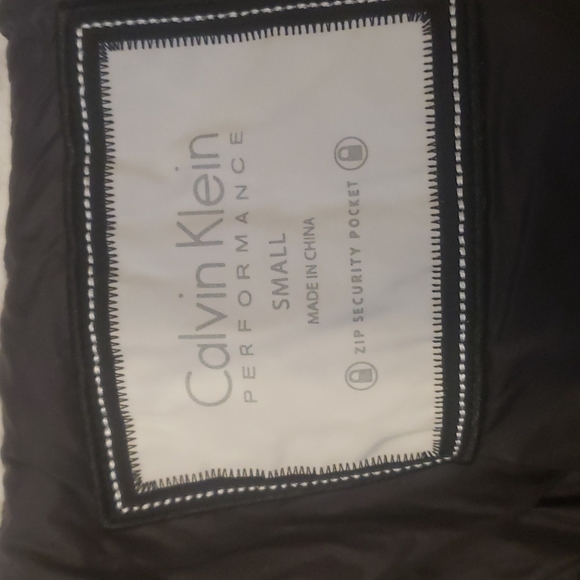 Calvin Klein
PERFORMANCE
SMALL
MADE IN CHINA
ZIP SECURITY POCKET